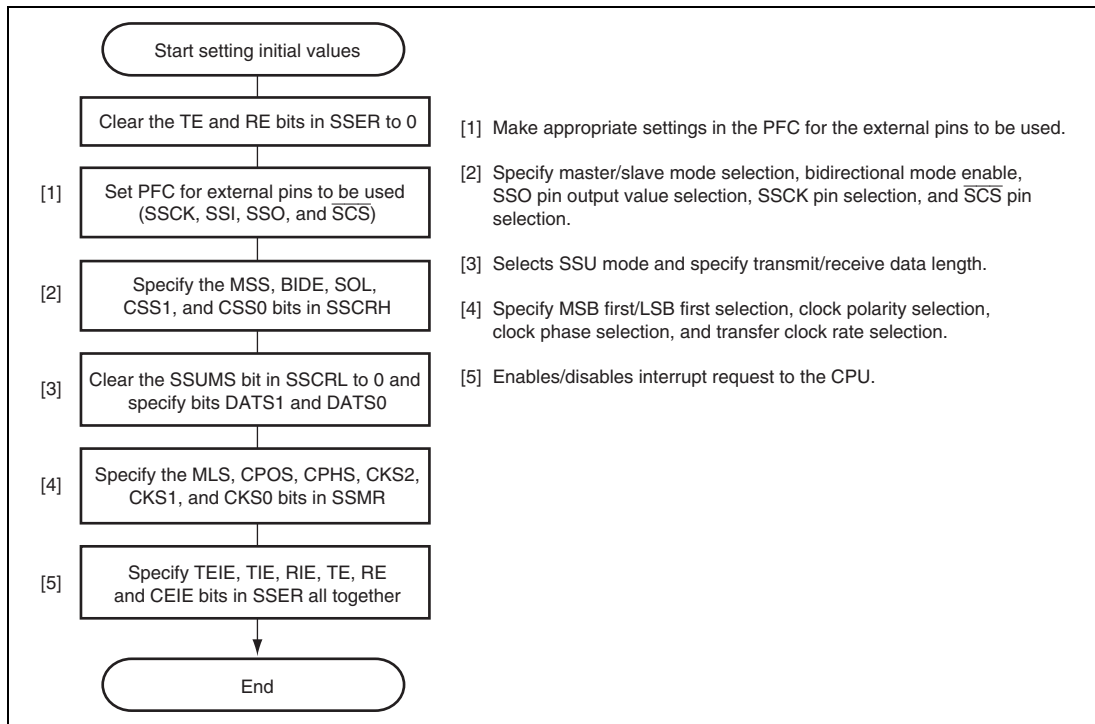 Start setting initial values
Clear the TE and RE bits in SSER to 0
[1]
Set PFC for external pins to be used
(SSCK, SSI, SSO, and SCS)
[2]
Specify the MSS, BIDE, SOL,
CSS1, and CSS0 bits in SSCRH
[3]
Clear the SSUMS bit in SSCRL to 0 and
specify bits DATS1 and DATS0
[4]
Specify the MLS, CPOS, CPHS, CKS2,
CKS1, and CKS0 bits in SSMR
[5]
Specify TEIE, TIE, RIE, TE, RE
and CEIE bits in SSER all together
End
[1] Make appropriate settings in the PFC for the external pins to be used.
[2] Specify master/slave mode selection, bidirectional mode enable,
SSO pin output value selection, SSCK pin selection, and SCS pin
selection.
[3] Selects SSU mode and specify transmit/receive data length.
[4] Specify MSB first/LSB first selection, clock polarity selection,
clock phase selection, and transfer clock rate selection.
[5] Enables/disables interrupt request to the CPU.